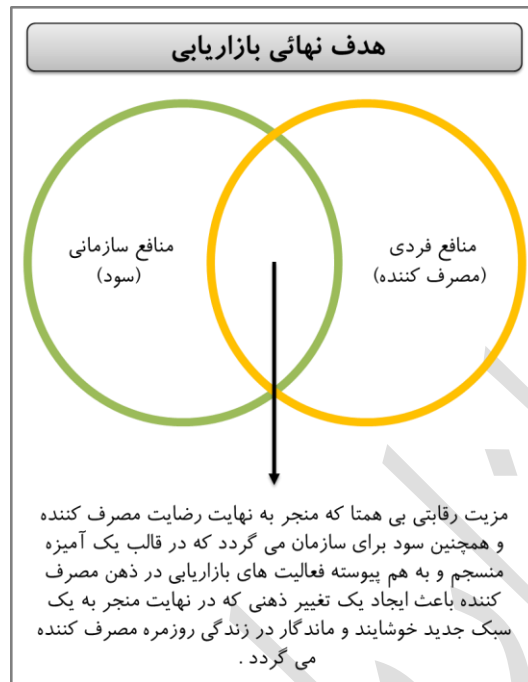 هدف نهائی بازاریابی
منافع فردی
(مصرف کننده)
منافع سازمانی
(سود)
مزیت رقابتی بی همتا که منجر به نهایت رضایت مصرف کننده
و همچنین سود برای سازمان می گردد که در قالب یک آمیزه
منسجم و به هم پیوسته فعالیت های بازاریابی در ذهن مصرف
کننده باعث ایجاد یک تغییر ذهنی که در نهایت منجر به یک
سبک جدید خوشایند و ماندگار در زندگی روزمره مصرف کننده
می گردد .